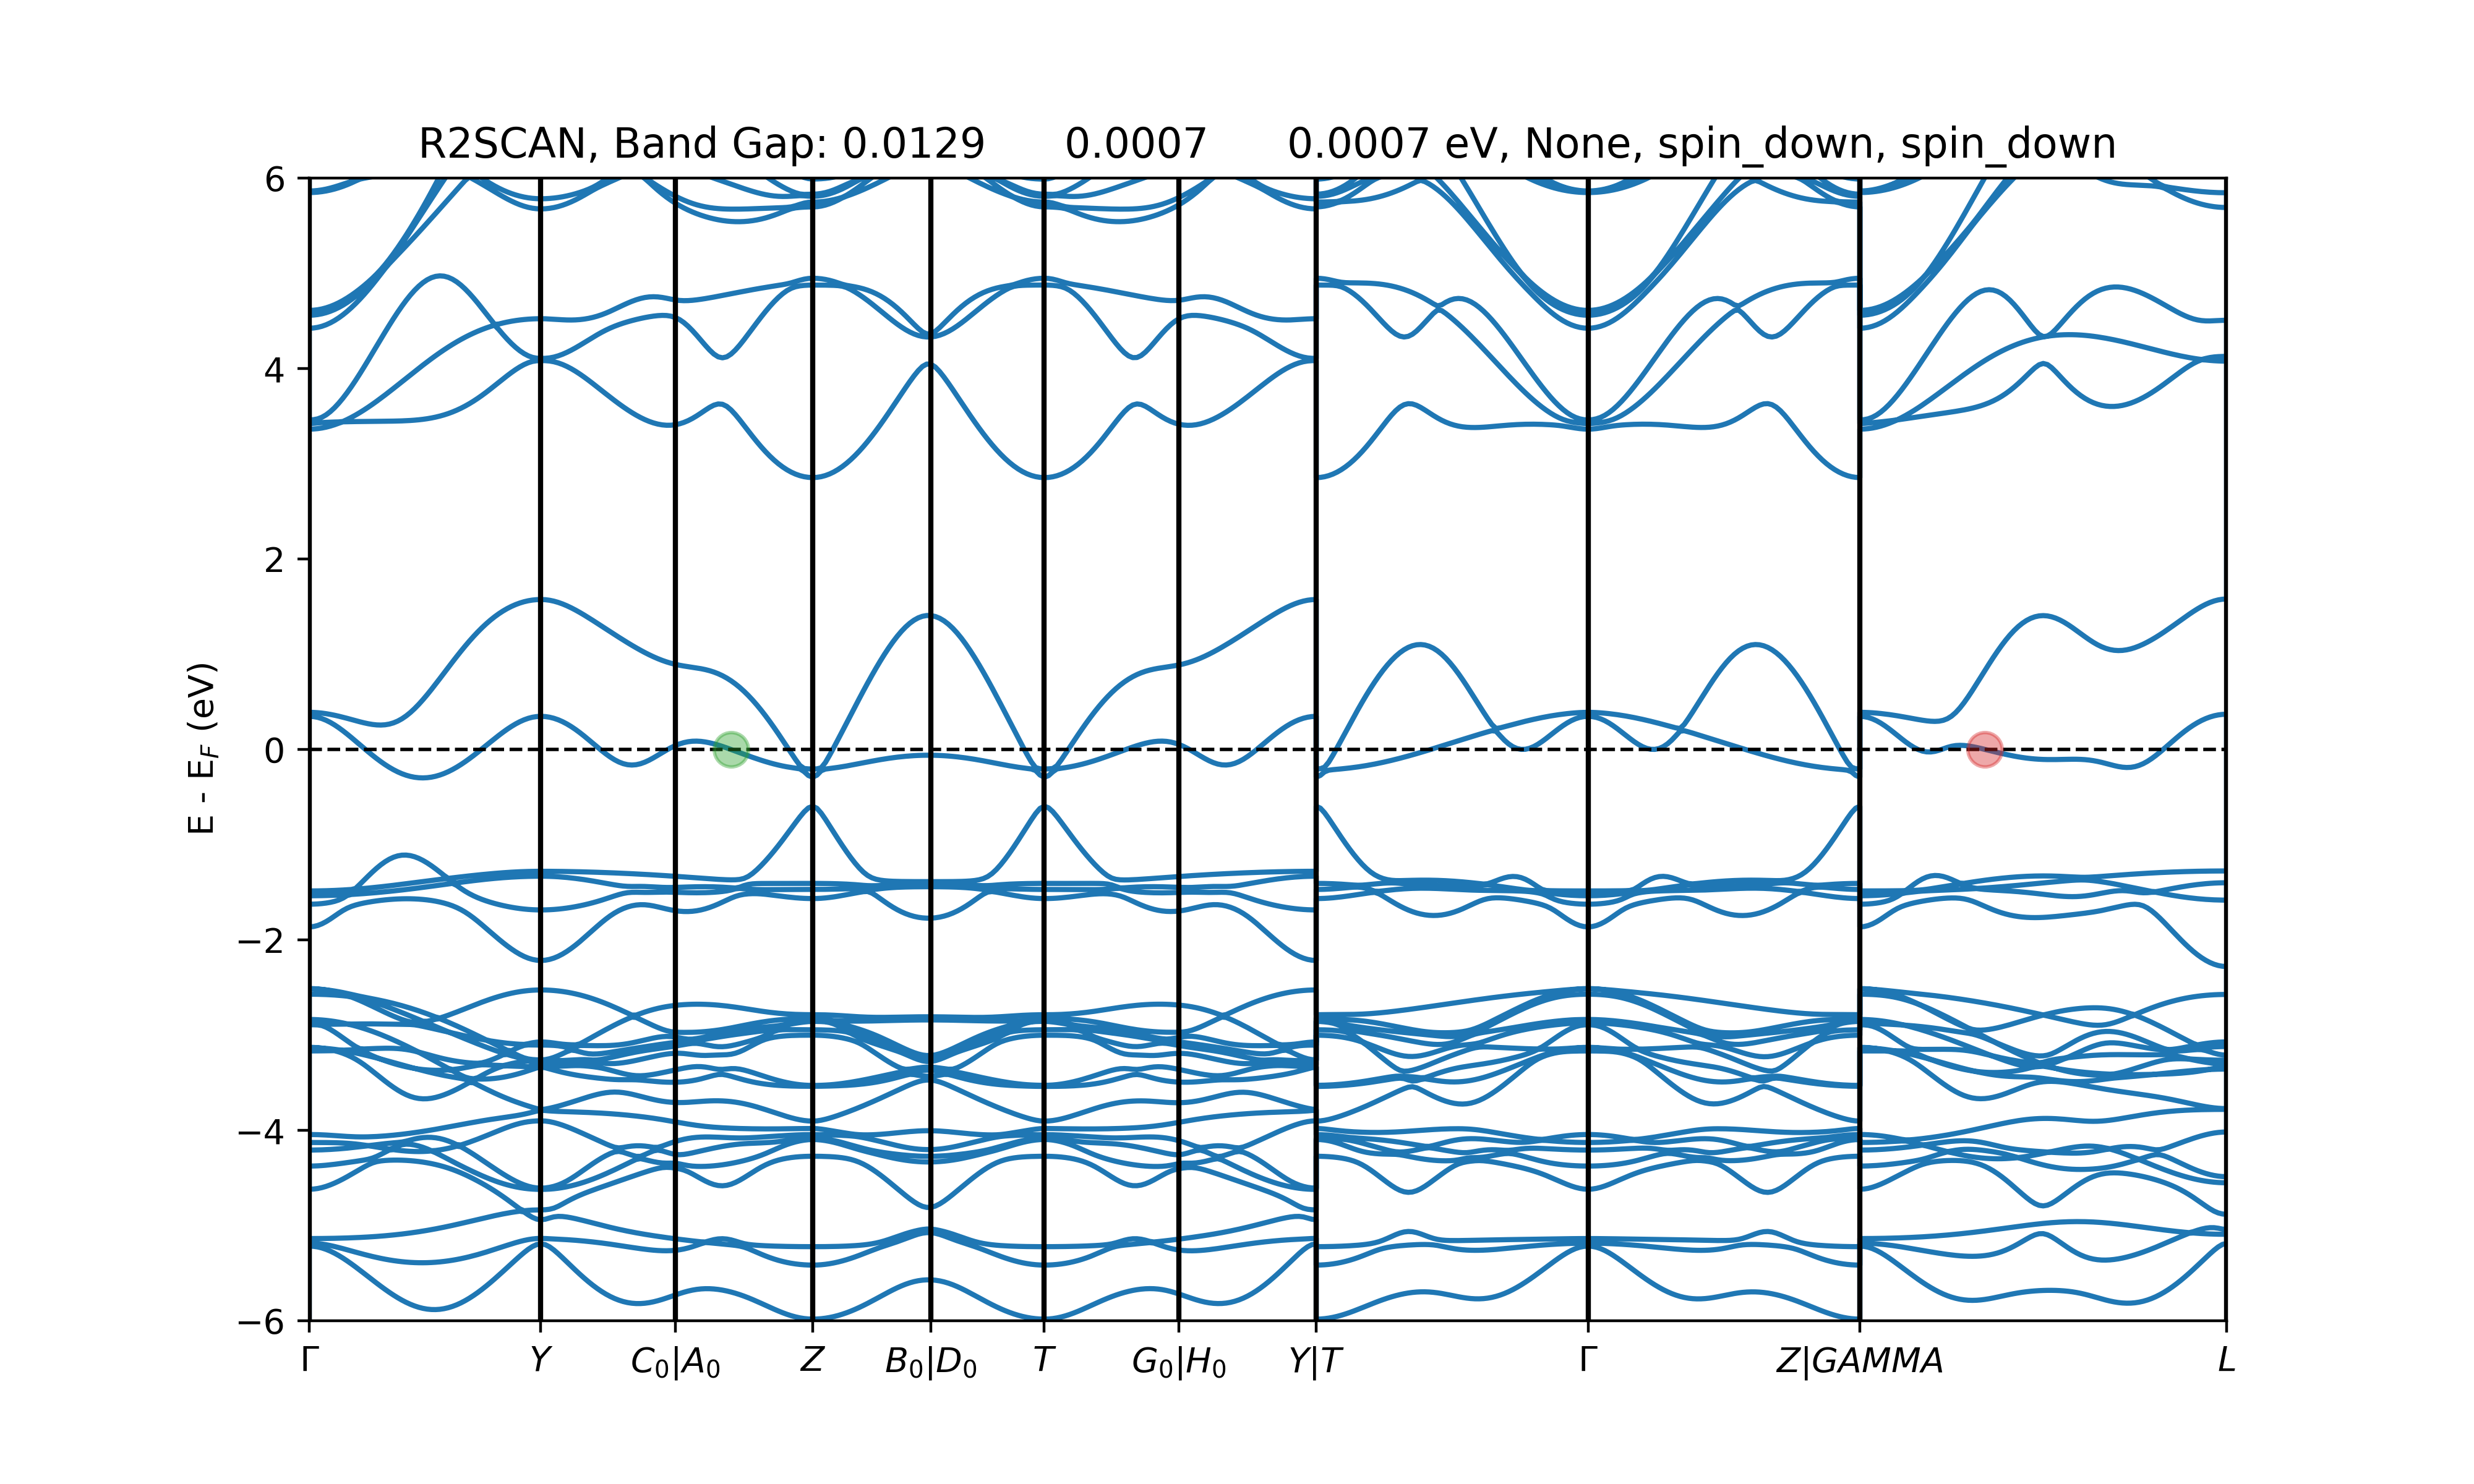 R2SCAN, Band Gap: 0.0129 0.0007 0.0007 eV, None, spin_down, spin_down
6
4
2
0
−2
−4
−6
E - E_F (eV)
Γ Y C_0|A_0 Z B_0|D_0 T G_0|H_0 Y|T Γ Z|GAMMA L